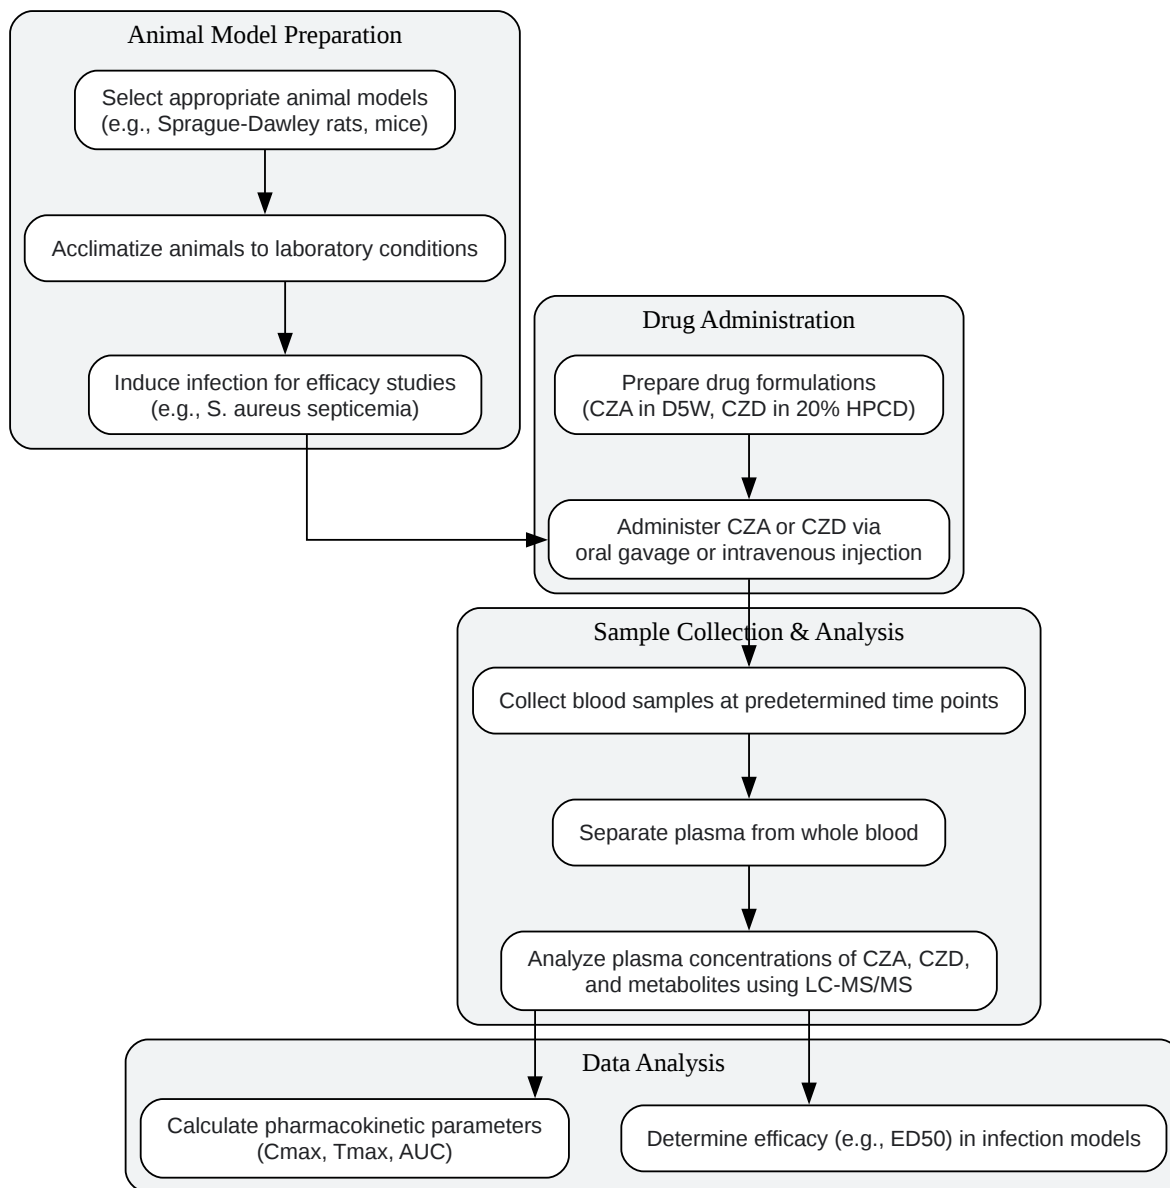 Animal Model Preparation
Select appropriate animal models
(e.g., Sprague-Dawley rats, mice)
Acclimatize animals to laboratory conditions
Induce infection for efficacy studies
(e.g., S. aureus septicemia)
Drug Administration
Prepare drug formulations
(CZA in D5W, CZD in 20% HPCD)
Administer CZA or CZD via
oral gavage or intravenous injection
Sample Collection & Analysis
Collect blood samples at predetermined time points
Separate plasma from whole blood
Analyze plasma concentrations of CZA, CZD,
and metabolites using LC-MS/MS
Data Analysis
Calculate pharmacokinetic parameters
(Cmax, Tmax, AUC)
Determine efficacy (e.g., ED50) in infection models